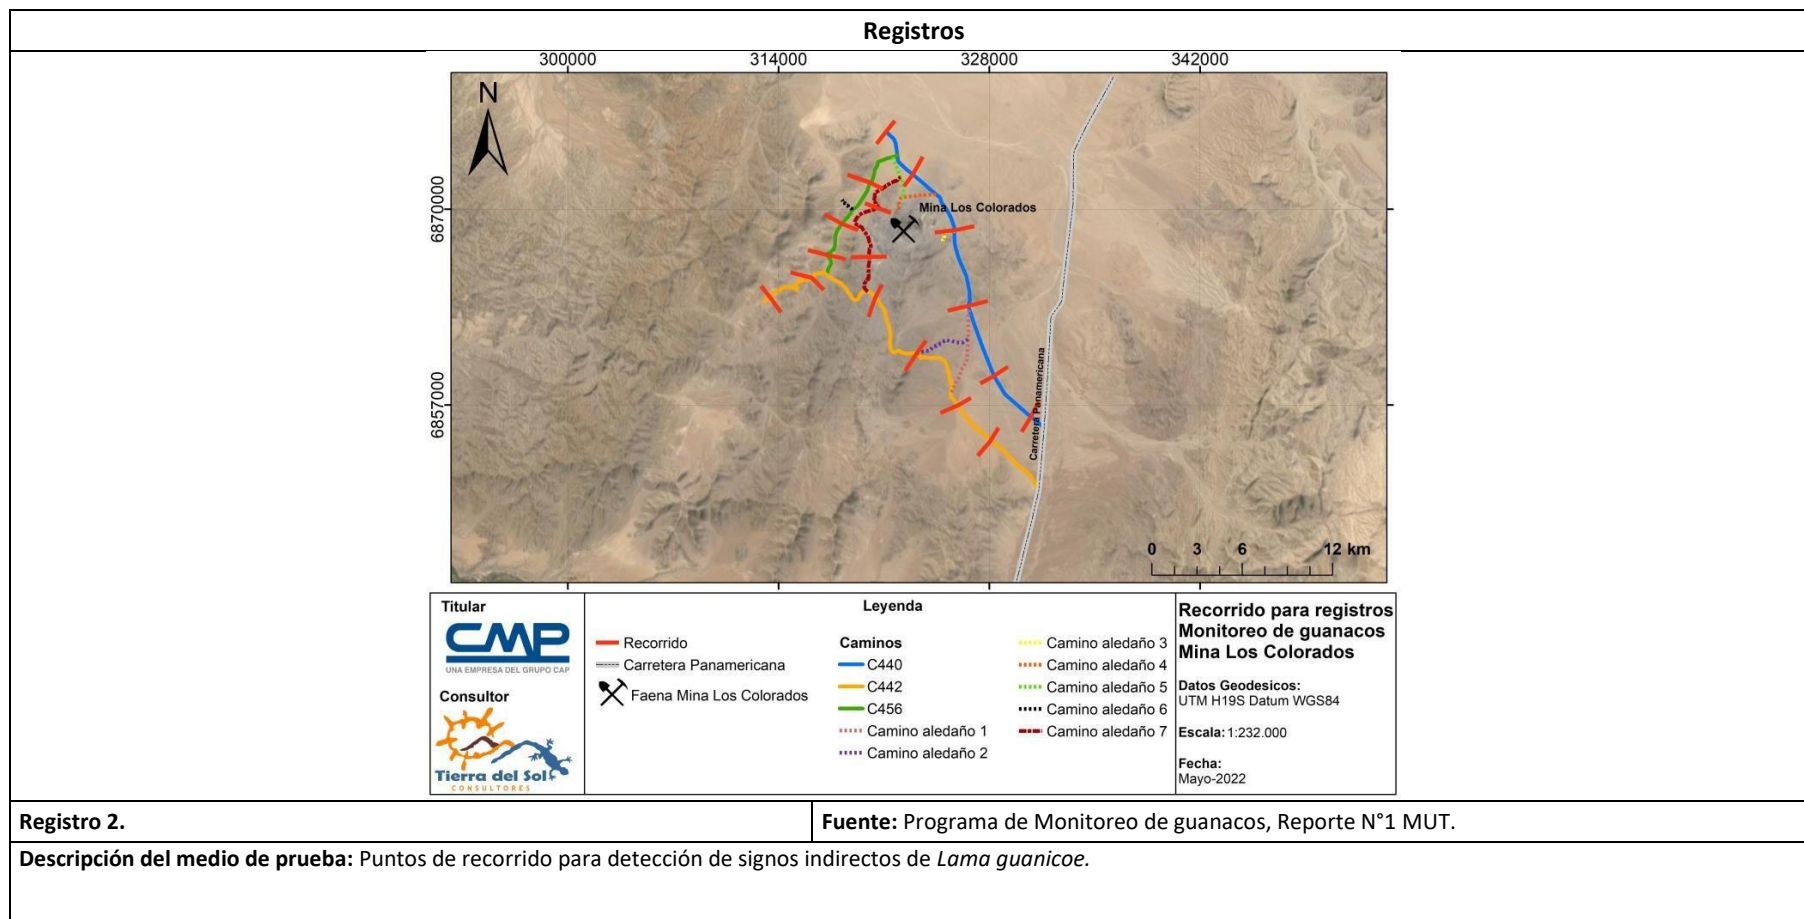 Registros
300000 314000 328000 342000
N
6870000
6857000
Mina Los Colorados
Carretera Panamericana
0 3 6 12 km
Titular
CMP
UNA EMPRESA DEL GRUPO CAP
Consultor
Tierra del Sol
CONSULTORES
Leyenda
Recorrido
Carretera Panamericana
Faena Mina Los Colorados
Caminos
C440
C442
C456
Camino aledaño 1
Camino aledaño 2
Camino aledaño 3
Camino aledaño 4
Camino aledaño 5
Camino aledaño 6
Camino aledaño 7
Recorrido para registros
Monitoreo de guanacos
Mina Los Colorados
Datos Geodesicos:
UTM H19S Datum WGS84
Escala: 1:232.000
Fecha:
Mayo-2022
Registro 2.
Fuente: Programa de Monitoreo de guanacos, Reporte N°1 MUT.
Descripción del medio de prueba: Puntos de recorrido para detección de signos indirectos de Lama guanicoe.